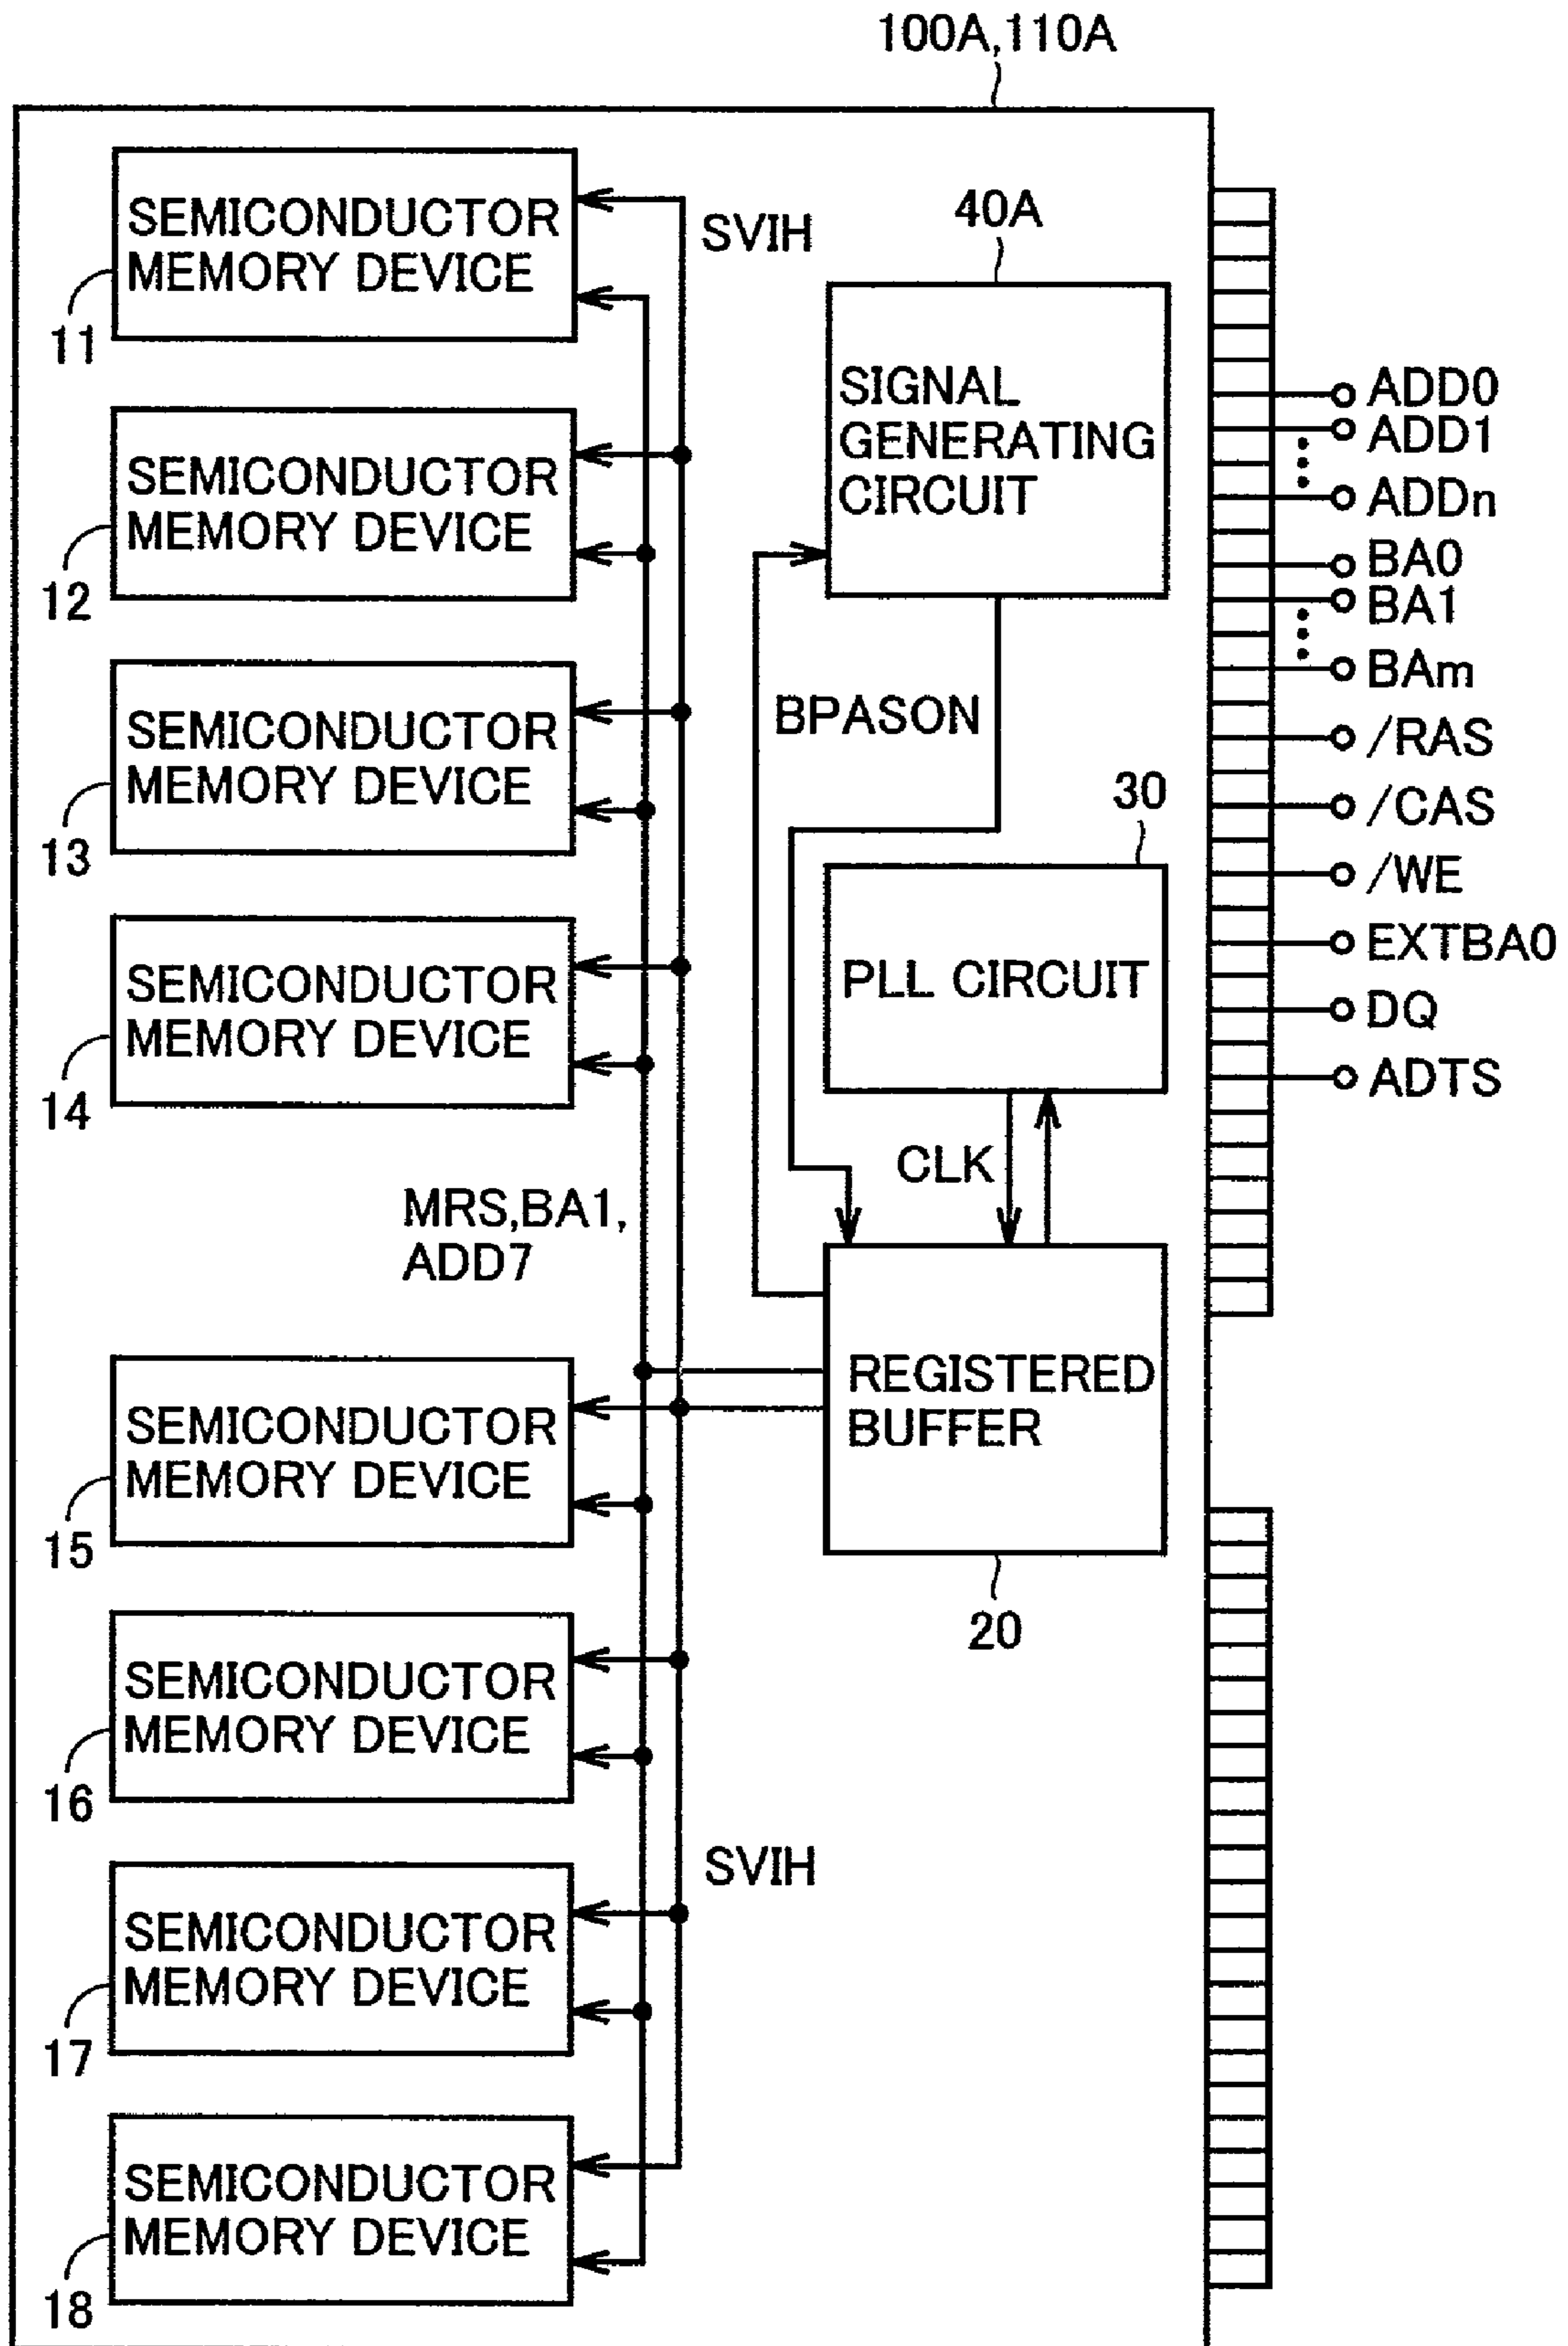 100A,110A
SEMICONDUCTOR
MEMORY DEVICE
11
SVIH
40A
SIGNAL
GENERATING
CIRCUIT
ADD0
ADD1
ADDn
BA0
BA1
BAm
/RAS
/CAS
/WE
EXTBA0
DQ
ADTS
SEMICONDUCTOR
MEMORY DEVICE
12
SEMICONDUCTOR
MEMORY DEVICE
13
BPASON
30
PLL CIRCUIT
SEMICONDUCTOR
MEMORY DEVICE
14
CLK
MRS,BA1,
ADD7
SEMICONDUCTOR
MEMORY DEVICE
15
REGISTERED
BUFFER
20
SEMICONDUCTOR
MEMORY DEVICE
16
SVIH
SEMICONDUCTOR
MEMORY DEVICE
17
SEMICONDUCTOR
MEMORY DEVICE
18